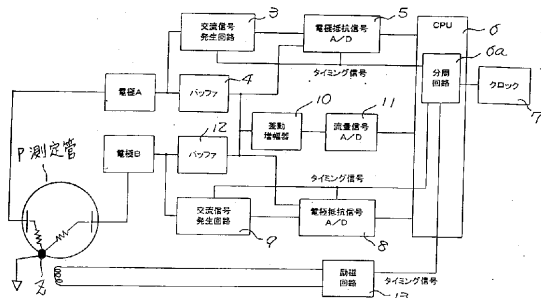 3
5
6
交流信号
発生回路
電極抵抗信号
A/D
CPU
6a
4
タイミング信号
分周
回路
クロック
7
電極A
バッファ
10
11
12
差動
増幅器
流量信号
A/D
P測定管
電極B
バッファ
タイミング信号
交流信号
発生回路
電極抵抗信号
A/D
9
8
Z
励磁
回路
タイミング信号
13